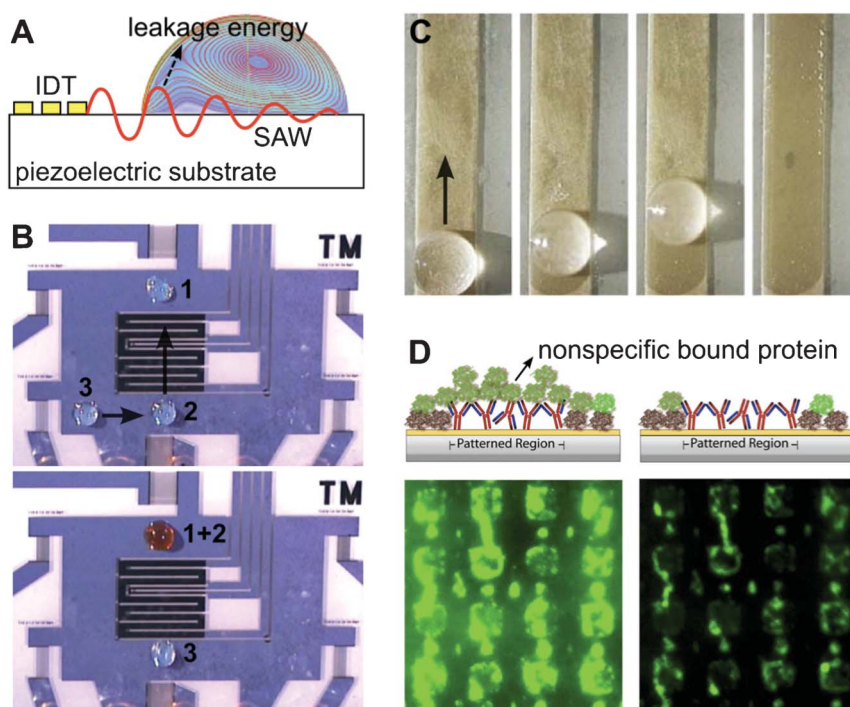 A
leakage energy
IDT
SAW
piezoelectric substrate
B
TM
1
3
2
TM
1+2
3
C
D
nonspecific bound protein
Patterned Region
Patterned Region